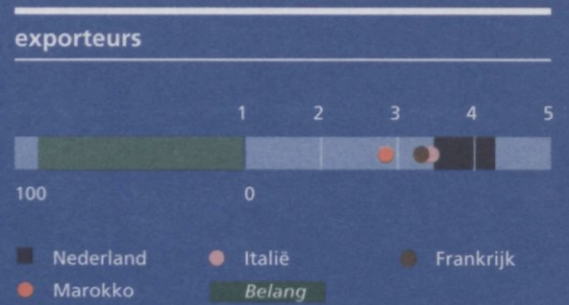 exporteurs
1 2 3 4 5
100 0
Nederland Italië Frankrijk
Marokko Belang